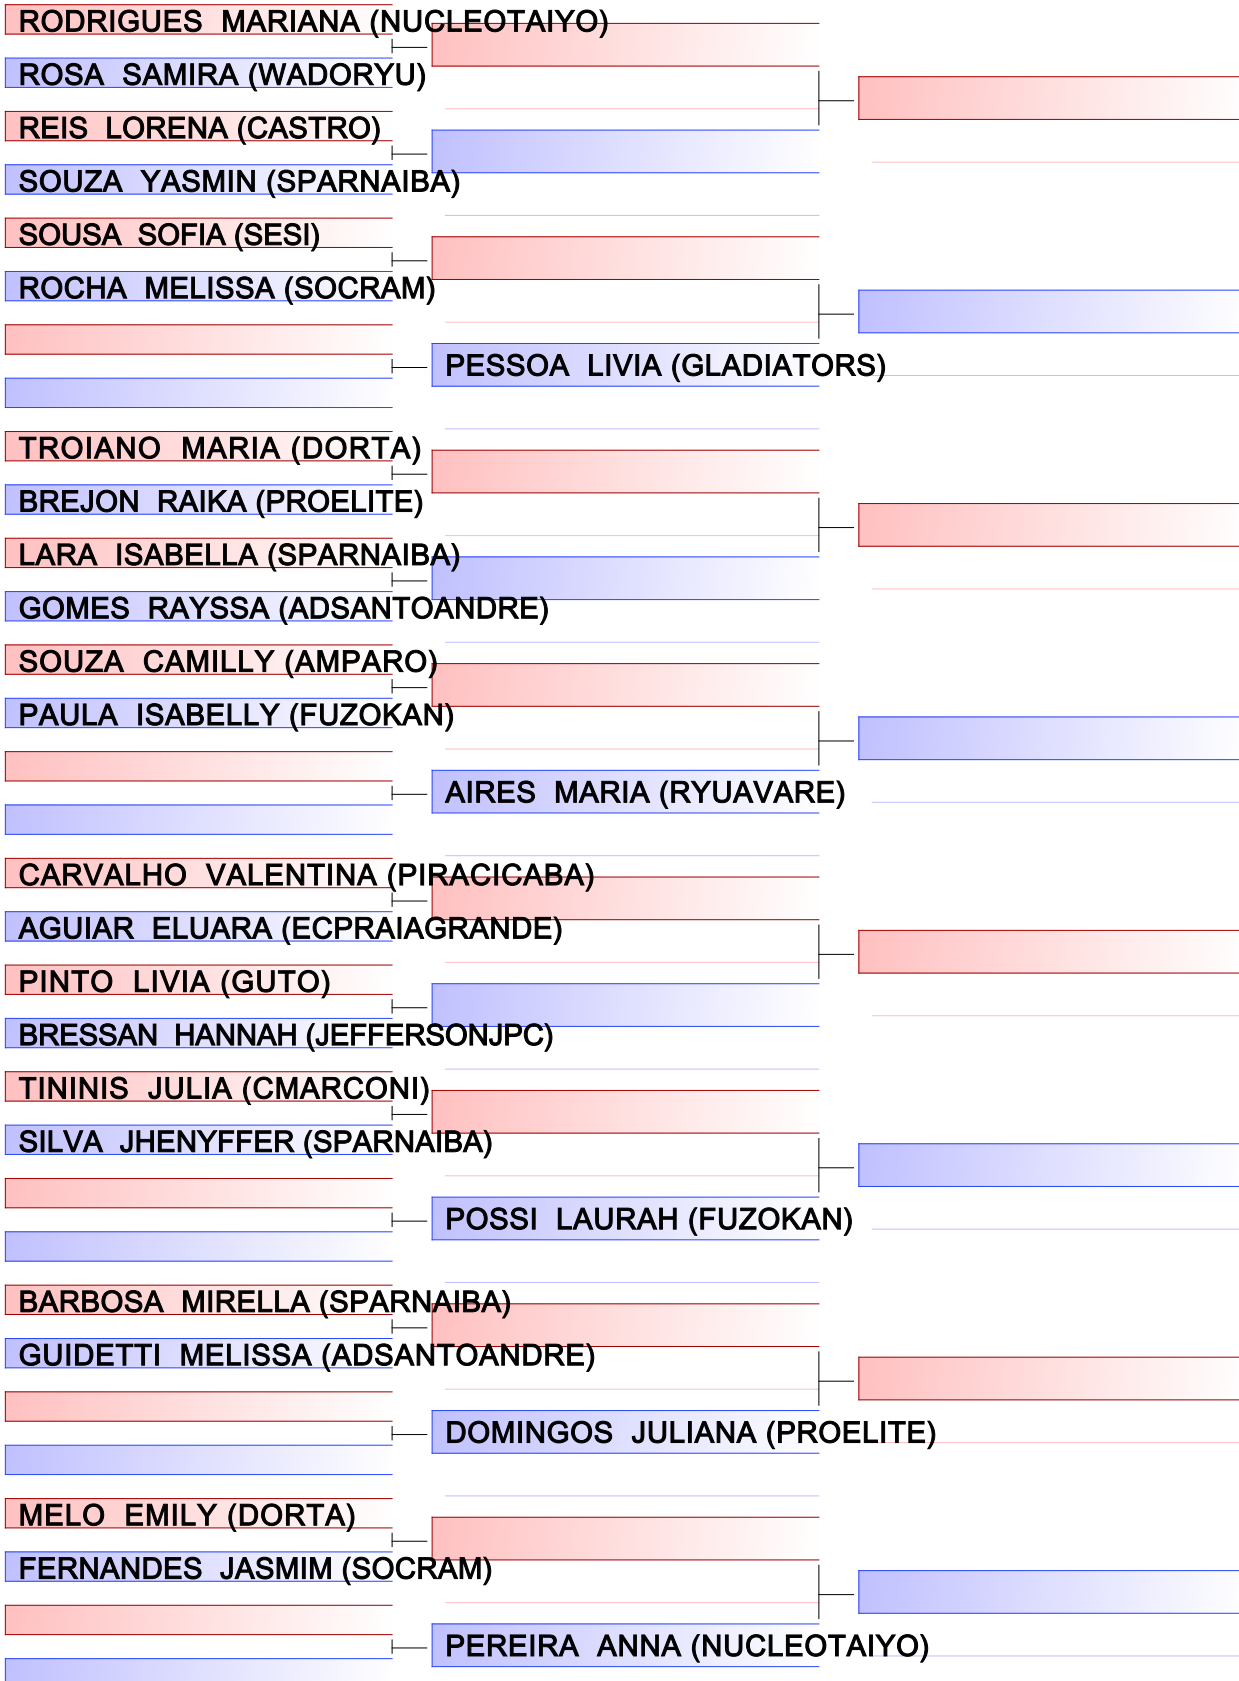 RODRIGUES MARIANA (NUCLEOTAIYO)
ROSA SAMIRA (WADORYU)
REIS LORENA (CASTRO)
SOUZA YASMIN (SPARNAIBA)
SOUSA SOFIA (SESI)
ROCHA MELISSA (SOCRAM)
PESSOA LIVIA (GLADIATORS)
TROIANO MARIA (DORTA)
BREJON RAIKA (PROELITE)
LARA ISABELLA (SPARNAIBA)
GOMES RAYSSA (ADSANTOANDRE)
SOUZA CAMILLY (AMPARO)
PAULA ISABELLY (FUZOKAN)
AIRES MARIA (RYUAVARE)
CARVALHO VALENTINA (PIRACICABA)
AGUIAR ELUARA (ECPRAIAGRANDE)
PINTO LIVIA (GUTO)
BRESSAN HANNAH (JEFFERSONJPC)
TININIS JULIA (CMARCONI)
SILVA JHENYFFER (SPARNAIBA)
POSSI LAURAH (FUZOKAN)
BARBOSA MIRELLA (SPARNAIBA)
GUIDETTI MELISSA (ADSANTOANDRE)
DOMINGOS JULIANA (PROELITE)
MELO EMILY (DORTA)
FERNANDES JASMIM (SOCRAM)
PEREIRA ANNA (NUCLEOTAIYO)